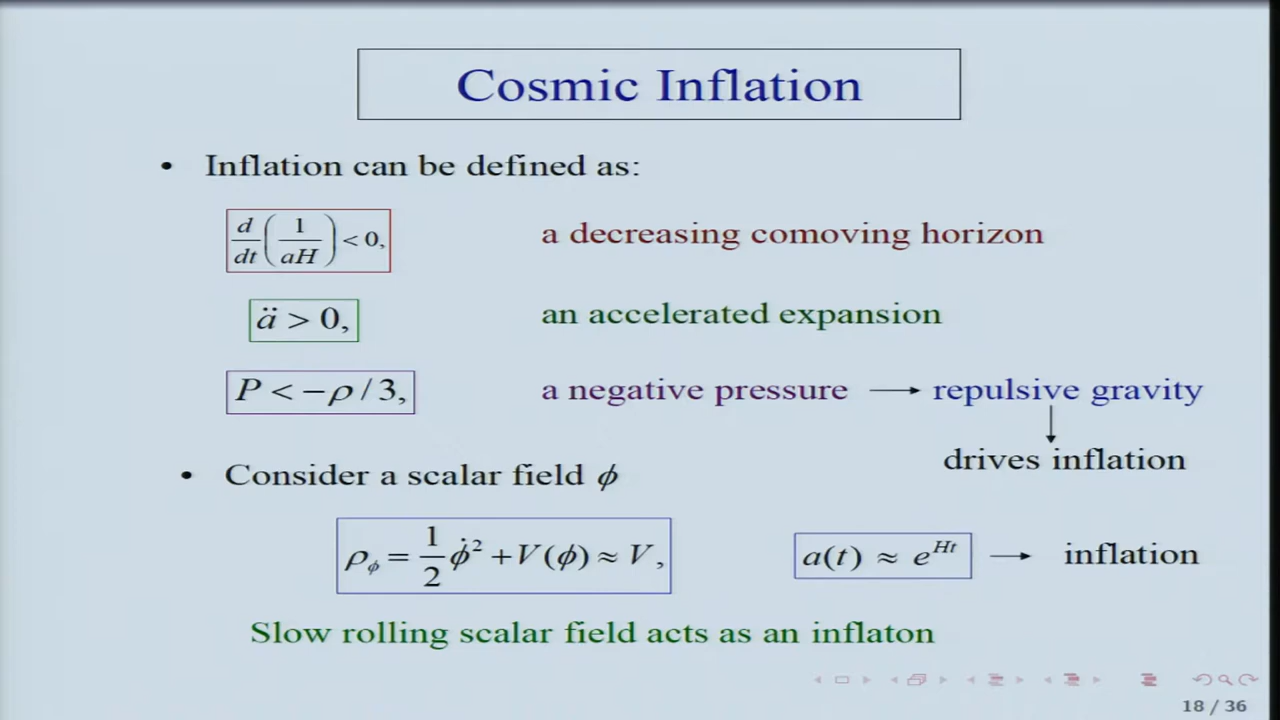 Cosmic Inflation
• Inflation can be defined as:
d/dt (1/aH) < 0, a decreasing comoving horizon
ä > 0, an accelerated expansion
P < −ρ / 3, a negative pressure → repulsive gravity
↓
drives inflation
• Consider a scalar field ϕ
ρ_ϕ = 1/2 ϕ̇² + V(ϕ) ≈ V, a(t) ≈ e^{Ht} → inflation
Slow rolling scalar field acts as an inflaton
18 / 36